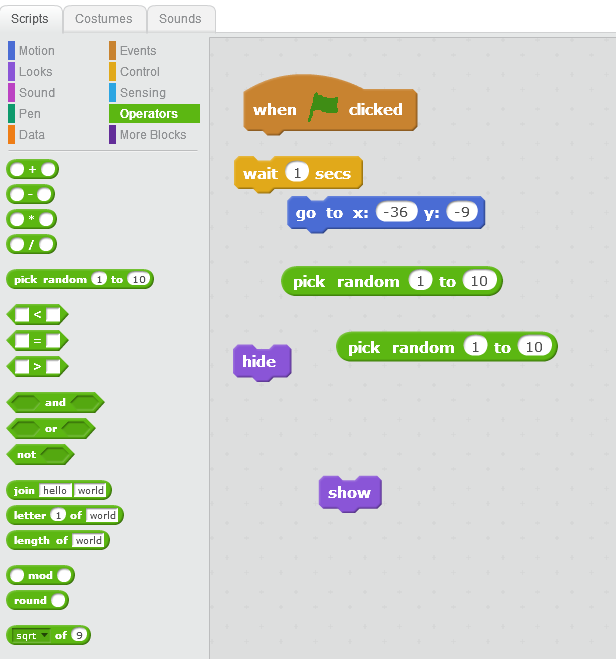 Scripts Costumes Sounds
Motion Events
Looks Control
Sound Sensing
Pen Operators
Data More Blocks
+
-
*
/
pick random 1 to 10
<
=
>
and
or
not
join hello world
letter 1 of world
length of world
mod
round
sqrt of 9
when clicked
wait 1 secs
go to x: -36 y: -9
pick random 1 to 10
pick random 1 to 10
hide
show